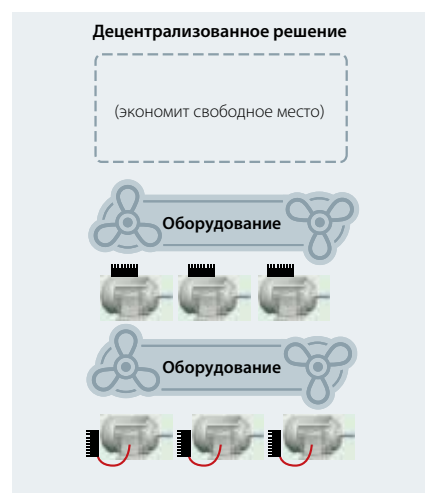 Децентрализованное решение
(экономит свободное место)
Оборудование
Оборудование